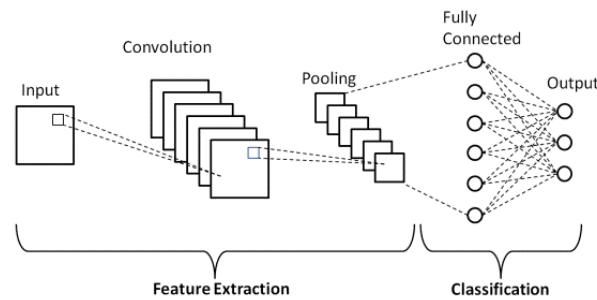 Input
Convolution
Pooling
Fully
Connected
Output
Feature Extraction
Classification